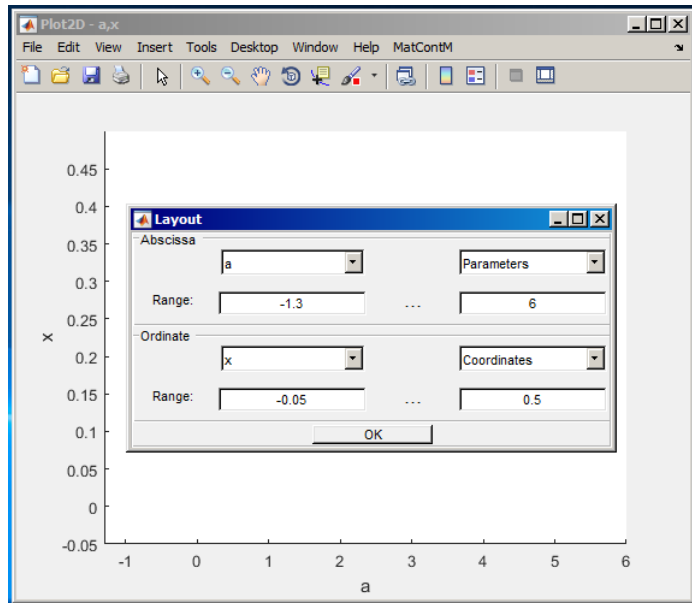 Plot2D - a,x
File Edit View Insert Tools Desktop Window Help MatContM
0.45
0.4
Layout
Abscissa
0.35
a Parameters
0.3
Range: -1.3 ... 6
0.25
Ordinate
x
0.2
x Coordinates
0.15
Range: -0.05 ... 0.5
0.1
OK
0.05
0
-0.05
-1 0 1 2 3 4 5 6
a